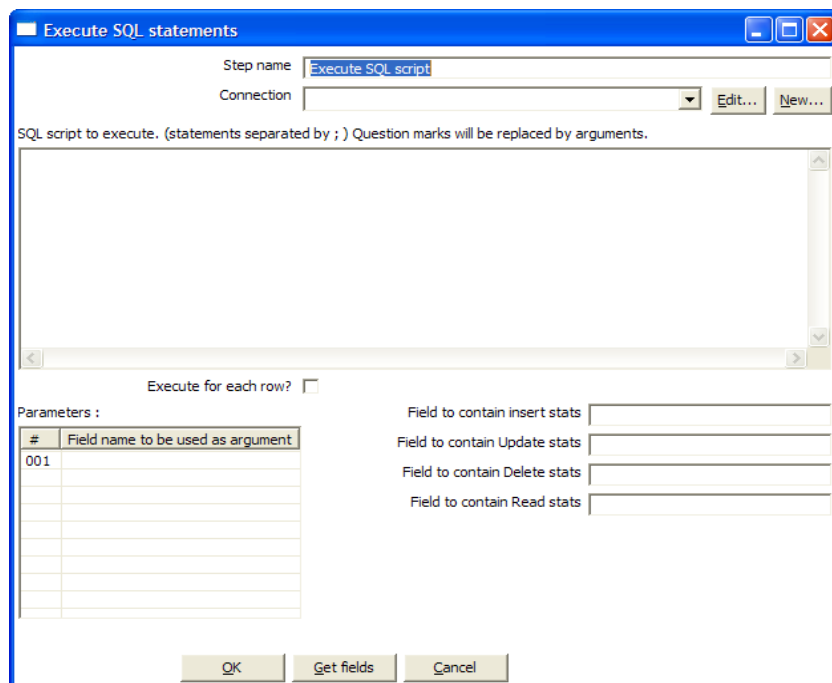 Execute SQL statements
Step name Execute SQL script
Connection Edit... New...
SQL script to execute. (statements separated by ; ) Question marks will be replaced by arguments.
Execute for each row?
Parameters :
# Field name to be used as argument
001
Field to contain insert stats
Field to contain Update stats
Field to contain Delete stats
Field to contain Read stats
OK Get fields Cancel